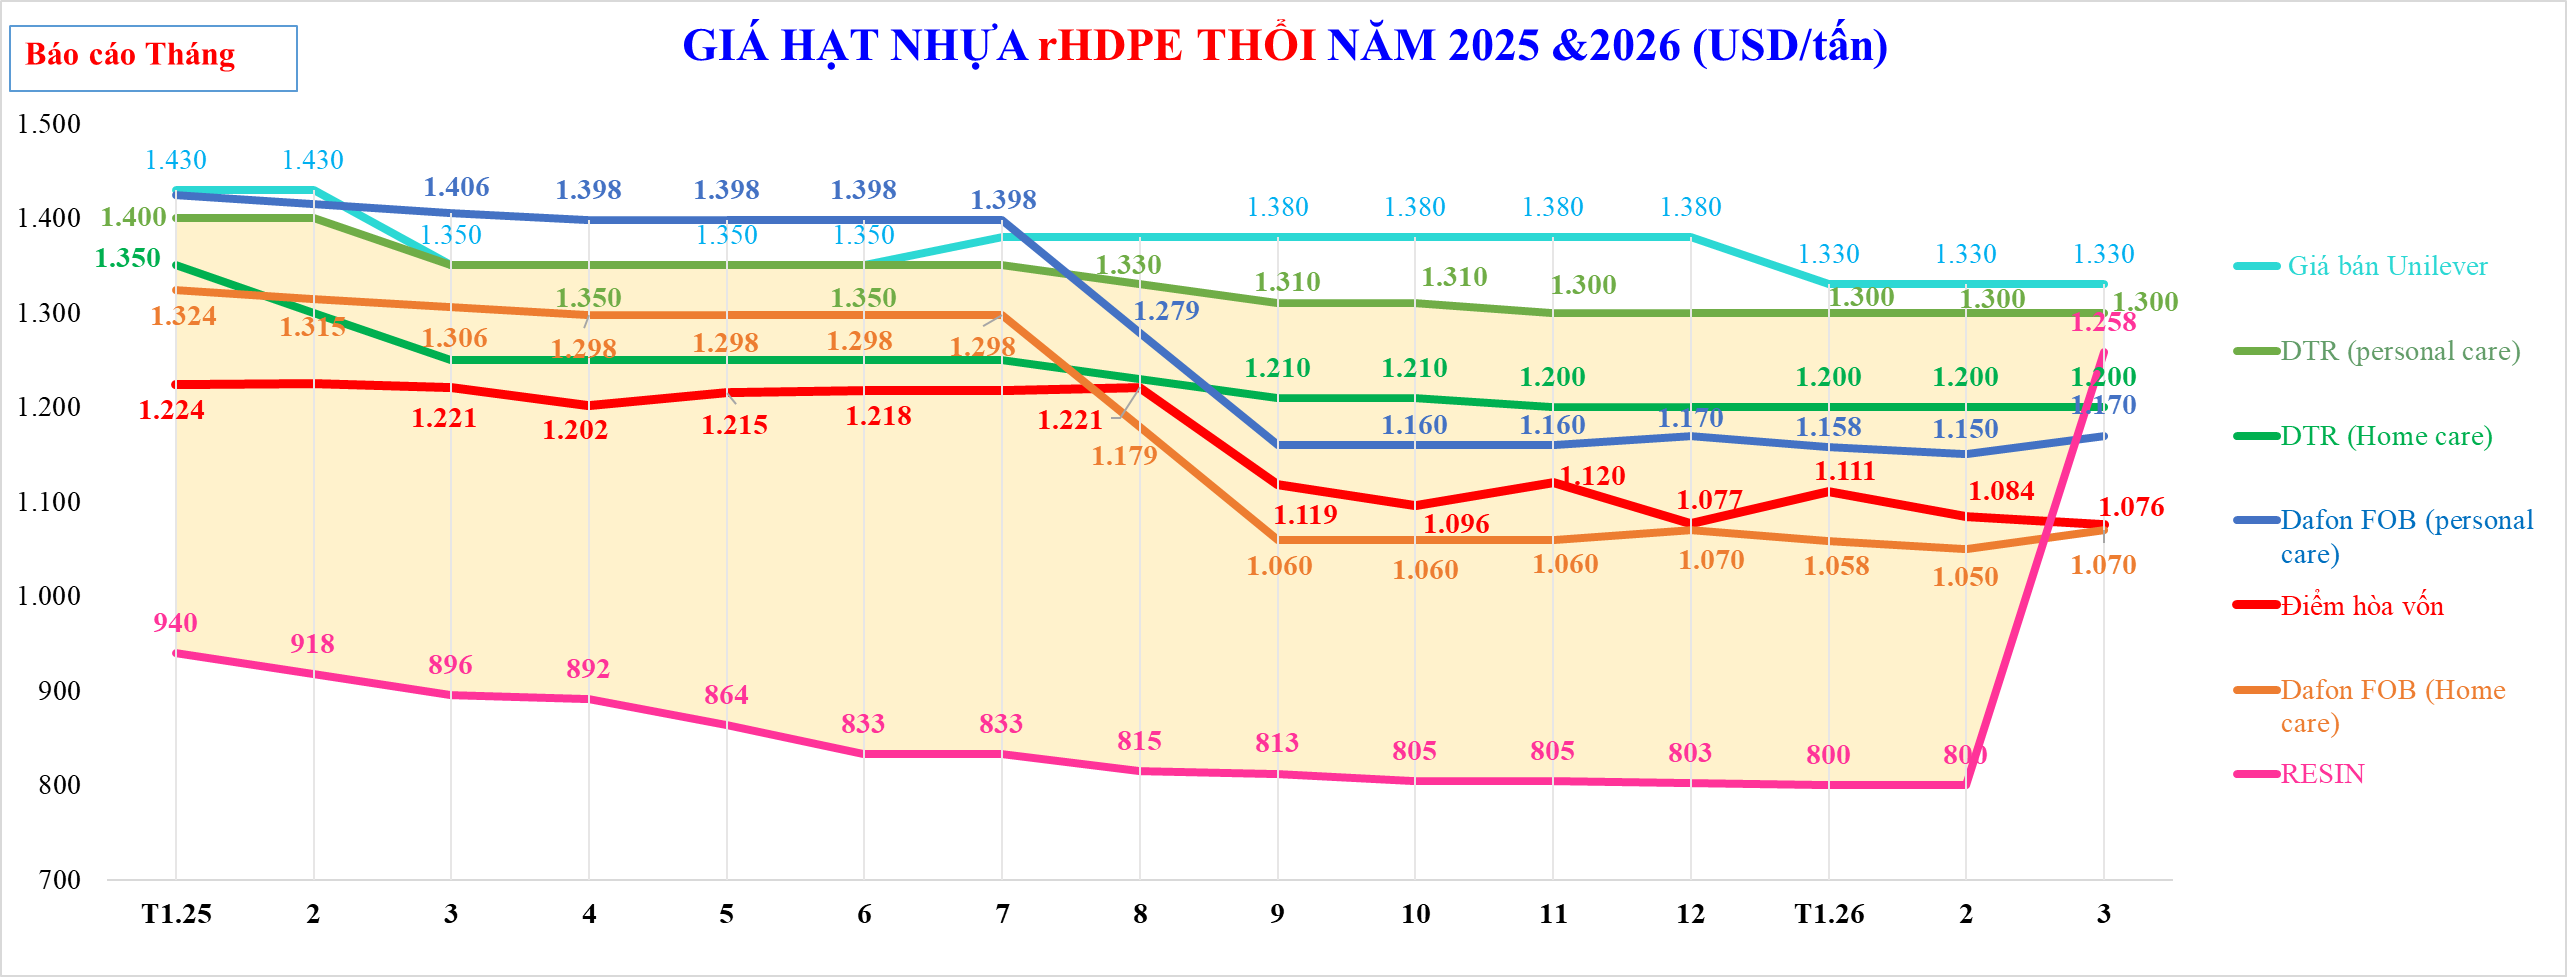 GIÁ HẠT NHỰA rHDPE THỔI NĂM 2025 &2026 (USD/tấn)
Báo cáo Tháng
1.500
1.400
1.300
1.200
1.100
1.000
900
800
700
1.430 1.430 1.350 1.350 1.350 1.380 1.380 1.380 1.380 1.330 1.330 1.330
1.406 1.398 1.398 1.398 1.398 1.279 1.160 1.160 1.170 1.158 1.150 1.170
1.400 1.350 1.350 1.330 1.310 1.310 1.300 1.300 1.300 1.300
1.350 1.210 1.210 1.200 1.200 1.200 1.200
1.324 1.315 1.306 1.298 1.298 1.298 1.298 1.179 1.060 1.060 1.060 1.070 1.058 1.050 1.070
1.224 1.221 1.202 1.215 1.218 1.221 1.119 1.096 1.120 1.077 1.111 1.084 1.076
940 918 896 892 864 833 833 815 813 805 805 803 800 800 1.258
T1.25 2 3 4 5 6 7 8 9 10 11 12 T1.26 2 3
Giá bán Unilever
DTR (personal care)
DTR (Home care)
Dafon FOB (personal
care)
Điểm hòa vốn
Dafon FOB (Home
care)
RESIN